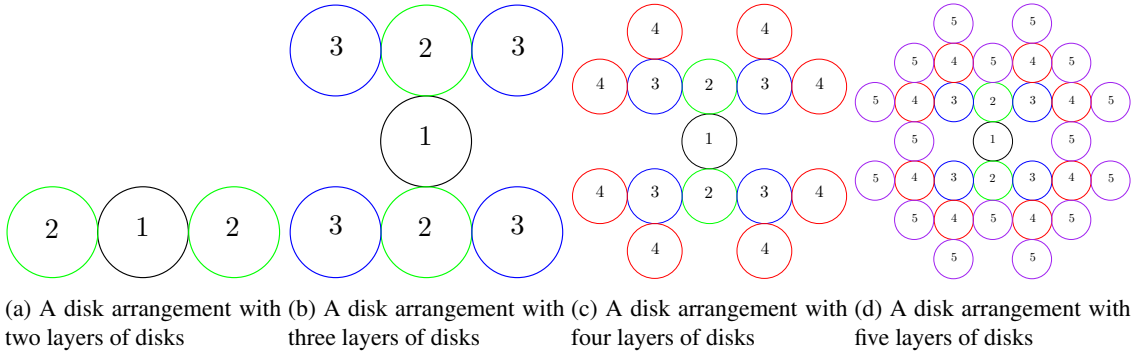 2 1 2
(a) A disk arrangement with
two layers of disks
3 2 3
1
3 2 3
(b) A disk arrangement with
three layers of disks
4 4
4 3 2 3 4
1
4 3 2 3 4
4 4
(c) A disk arrangement with
four layers of disks
5 5
5 4 5 4 5
5 4 3 2 3 4 5
5 1 5
5 4 3 2 3 4 5
5 4 5 4 5
5 5
(d) A disk arrangement with
five layers of disks